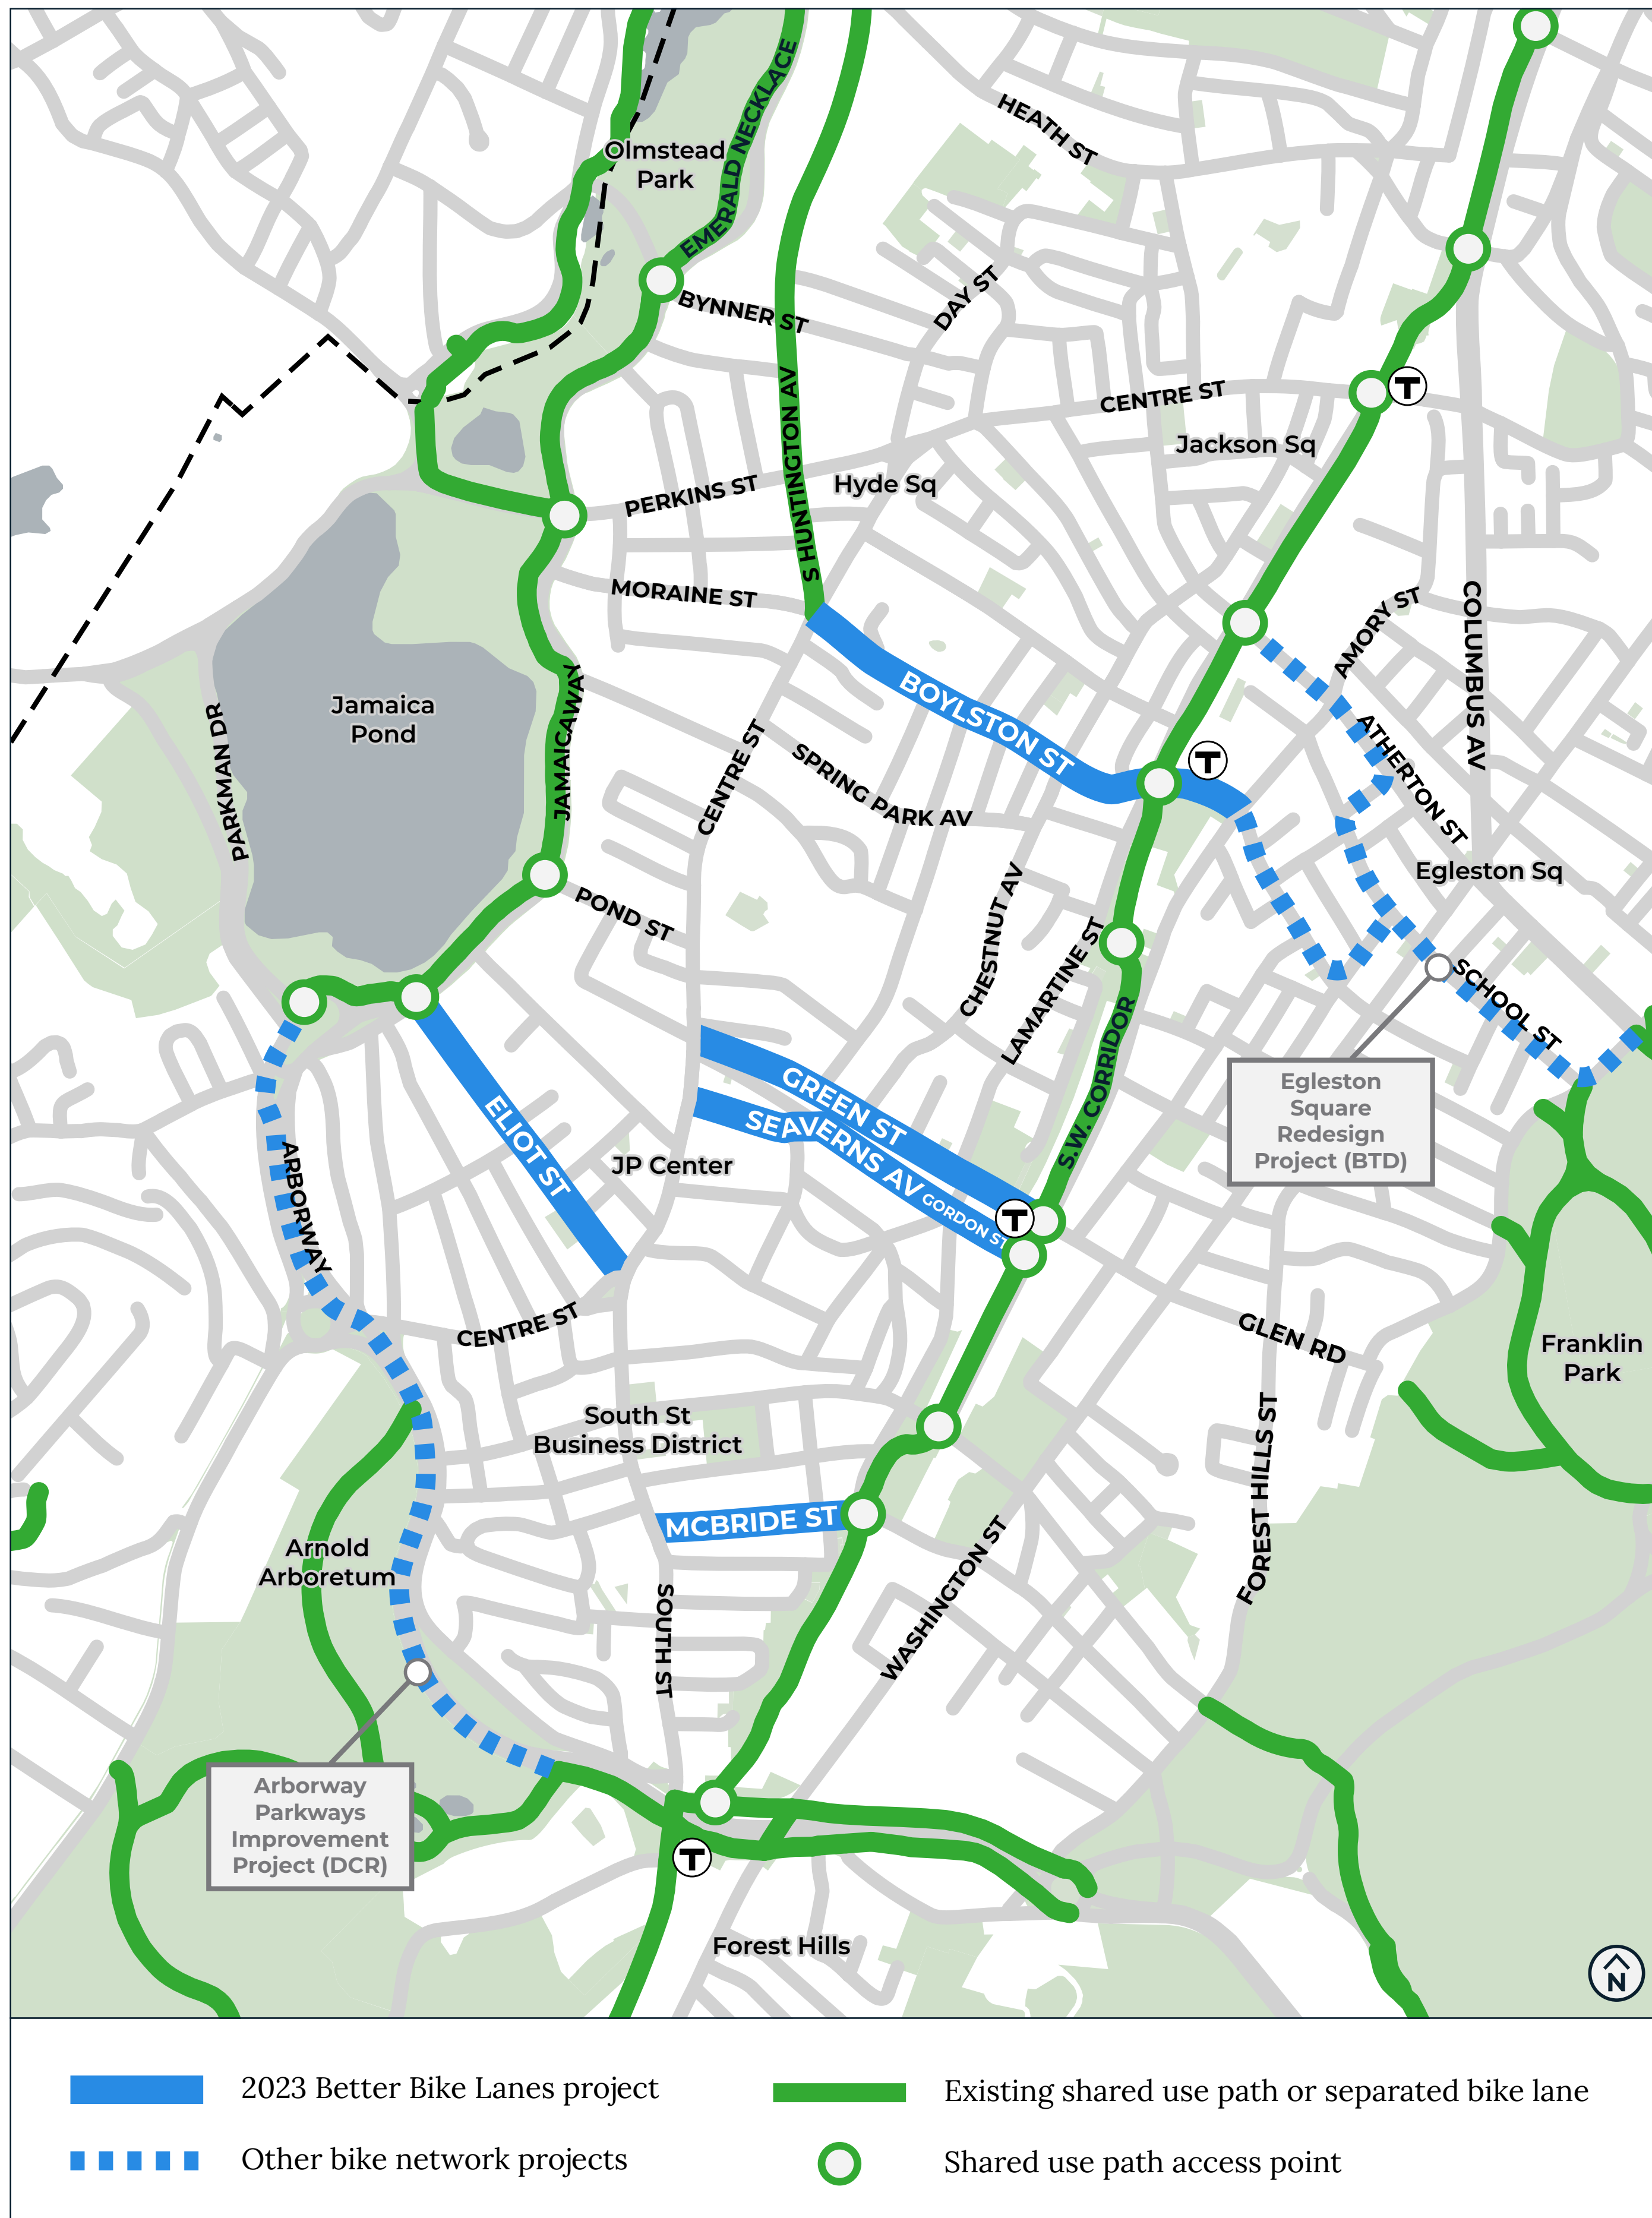 HEATH ST
Olmstead
Park
EMERALD NECKLACE
BYNNER ST
DAY ST
S HUNTINGTON AV
CENTRE ST
T
Jackson Sq
PERKINS ST
Hyde Sq
MORAINE ST
AMORY ST
COLUMBUS AV
Jamaica
Pond
PARKMAN DR
JAMAICAWAY
BOYLSTON ST
CENTRE ST
SPRING PARK AV
T
ATHERTON ST
Egleston Sq
POND ST
CHESTNUT AV
LAMARTINE ST
SCHOOL ST
S.W. CORRIDOR
Egleston
Square
Redesign
Project (BTD)
GREEN ST
SEAVERNS AV
GORDON ST
T
ELIOT ST
JP Center
ARBORWAY
CENTRE ST
GLEN RD
Franklin
Park
South St
Business District
FOREST HILLS ST
MCBRIDE ST
Arnold
Arboretum
SOUTH ST
WASHINGTON ST
Arborway
Parkways
Improvement
Project (DCR)
T
Forest Hills
N
2023 Better Bike Lanes project
Existing shared use path or separated bike lane
Other bike network projects
Shared use path access point